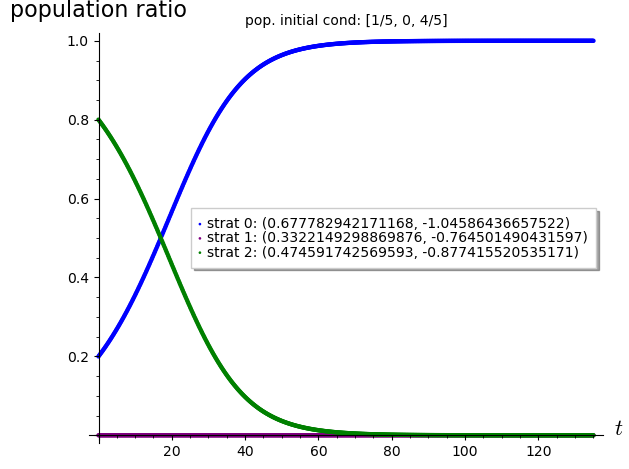 population ratio
pop. initial cond: [1/5, 0, 4/5]
1.0
0.8
0.6
strat 0: (0.677782942171168, -1.04586436657522)
strat 1: (0.3322149298869876, -0.764501490431597)
strat 2: (0.474591742569593, -0.877415520535171)
0.4
0.2
t
20 40 60 80 100 120